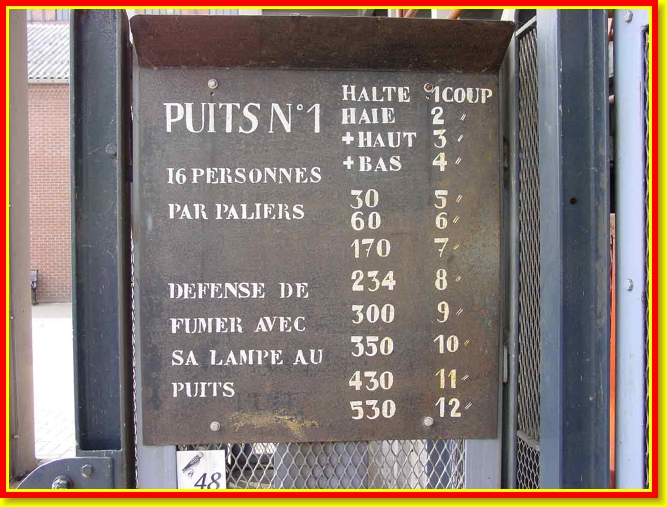 PUITS N°1
16 PERSONNES
PAR PALIERS
DEFENSE DE
FUMER AVEC
SA LAMPE AU
PUITS
HALTE 1 COUP
HAIE 2 〃
+HAUT 3 〃
+BAS 4 〃
30 5 〃
60 6 〃
170 7 〃
234 8 〃
300 9 〃
350 10 〃
430 11 〃
530 12 〃
48